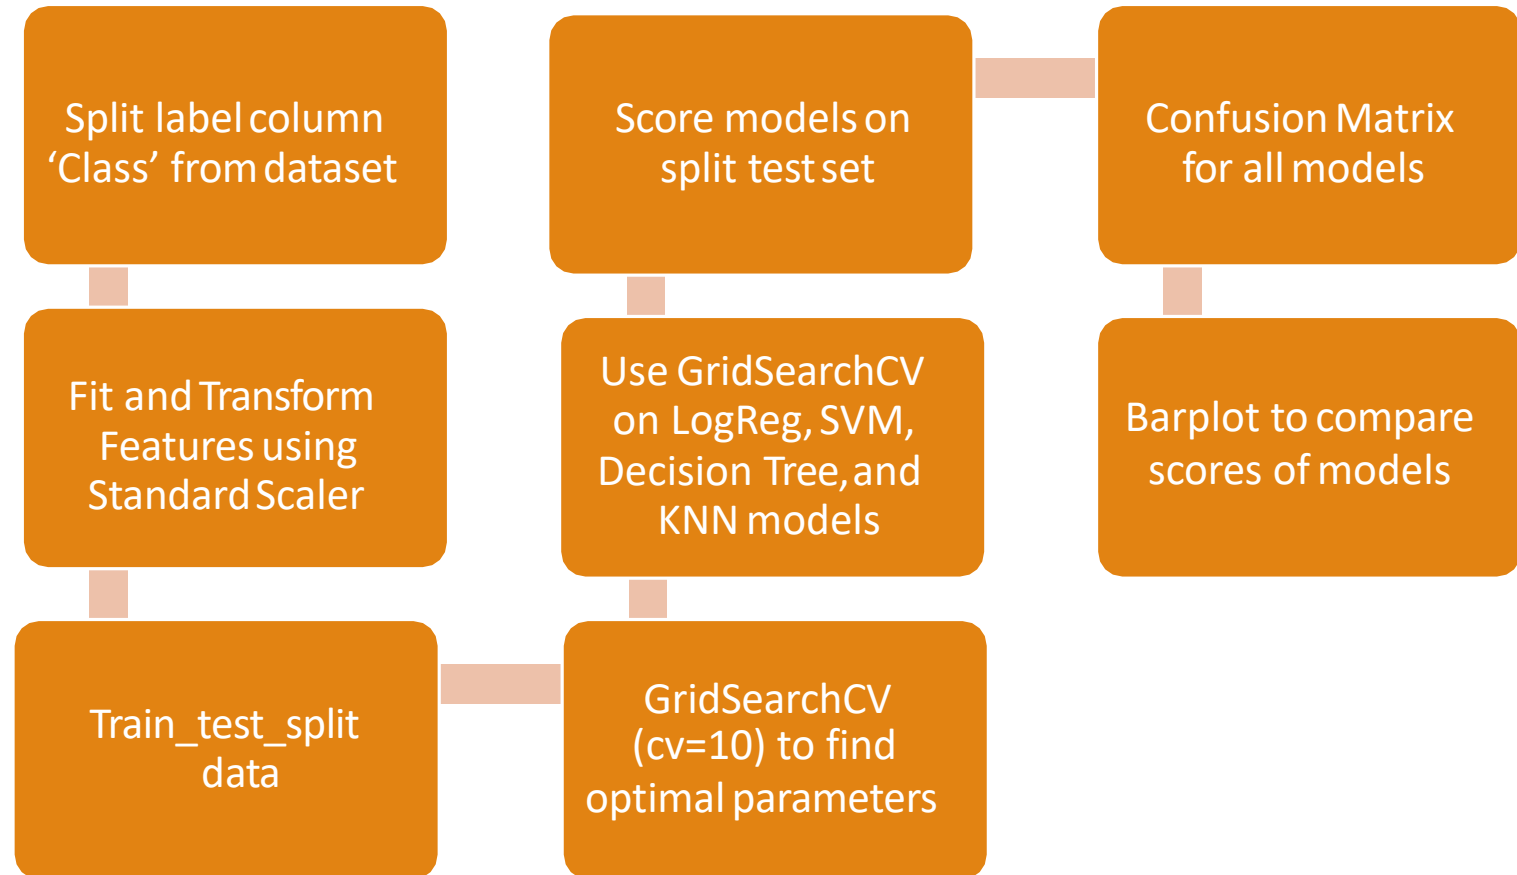 Split label column
‘Class’ from dataset
Fit and Transform
Features using
Standard Scaler
Train_test_split
data
GridSearchCV
(cv=10) to find
optimal parameters
Use GridSearchCV
on LogReg, SVM,
Decision Tree, and
KNN models
Score models on
split test set
Confusion Matrix
for all models
Barplot to compare
scores of models